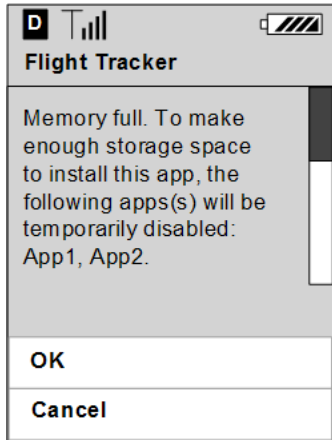 D
Flight Tracker
Memory full. To make
enough storage space
to install this app, the
following apps(s) will be
temporarily disabled:
App1, App2.
OK
Cancel